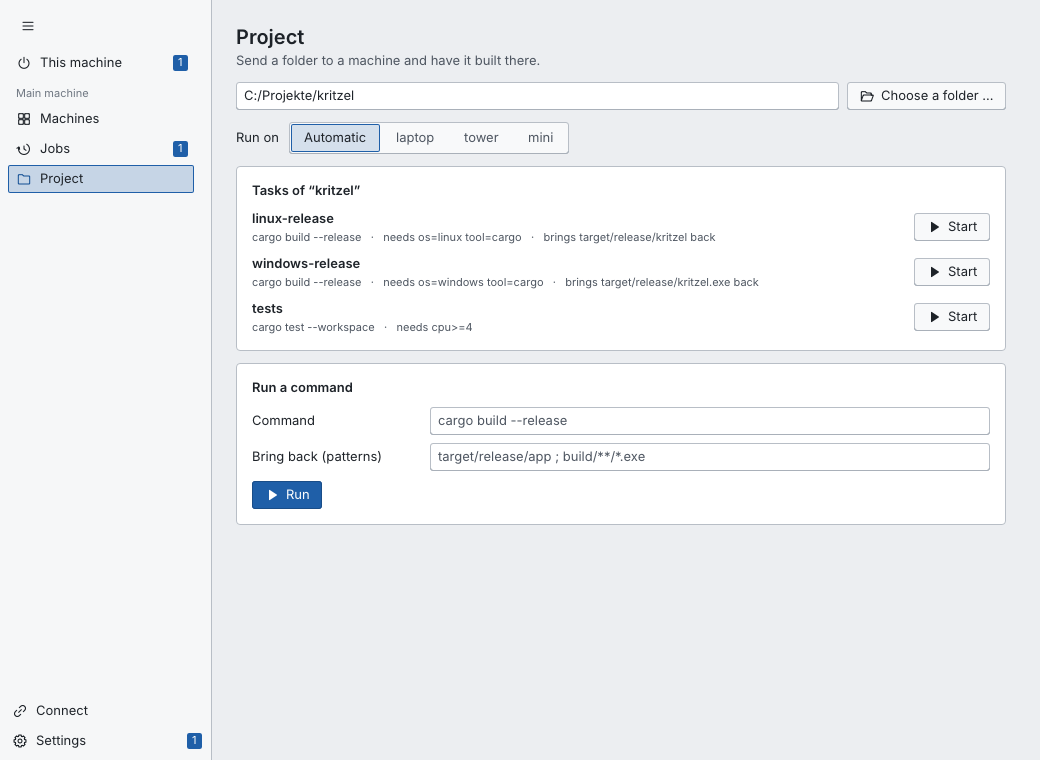 This machine 1
Main machine
Machines
Jobs 1
Project
Connect
Settings 1
Project
Send a folder to a machine and have it built there.
C:/Projekte/kritzel Choose a folder ...
Run on Automatic laptop tower mini
Tasks of “kritzel”
linux-release
cargo build --release · needs os=linux tool=cargo · brings target/release/kritzel back Start
windows-release
cargo build --release · needs os=windows tool=cargo · brings target/release/kritzel.exe back Start
tests
cargo test --workspace · needs cpu>=4 Start
Run a command
Command cargo build --release
Bring back (patterns) target/release/app ; build/**/*.exe
Run